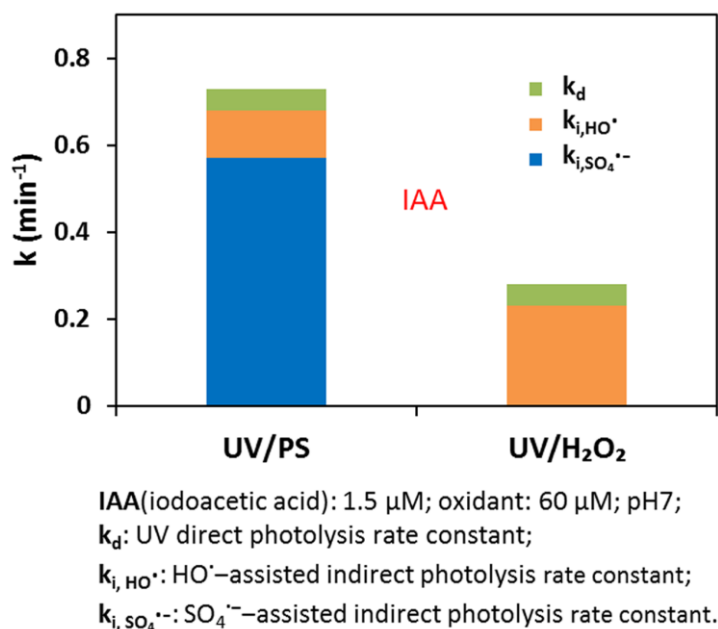 0.8
0.6
0.4
0.2
0
k (min⁻¹)
k_d
k_i,HO·
k_i,SO₄·-
IAA
UV/PS
UV/H₂O₂
IAA(iodoacetic acid): 1.5 µM; oxidant: 60 µM; pH7;
k_d: UV direct photolysis rate constant;
k_i, HO·: HO·–assisted indirect photolysis rate constant;
k_i, SO₄·-: SO₄·⁻–assisted indirect photolysis rate constant.